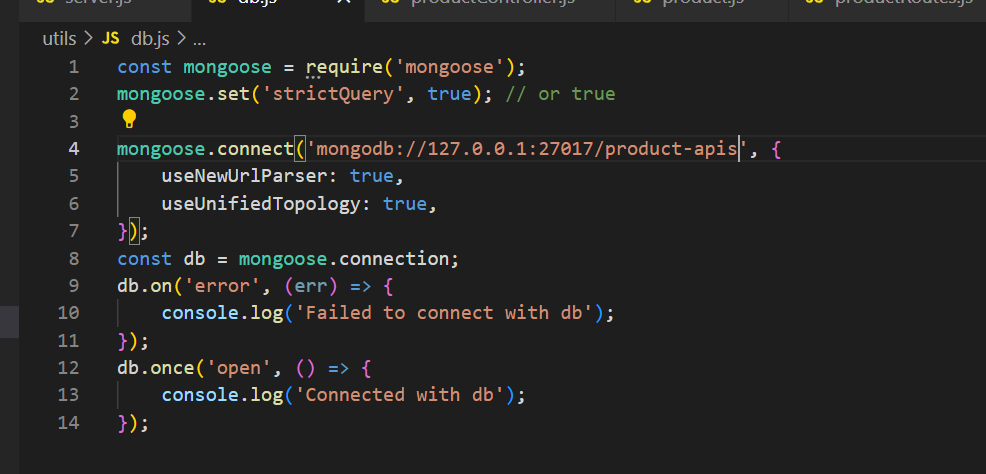 JS server.js JS db.js JS productController.js JS product.js JS productRoutes.js
utils > JS db.js > ...
1 const mongoose = require('mongoose');
2 mongoose.set('strictQuery', true); // or true
3
4 mongoose.connect('mongodb://127.0.0.1:27017/product-apis', {
5 useNewUrlParser: true,
6 useUnifiedTopology: true,
7 });
8 const db = mongoose.connection;
9 db.on('error', (err) => {
10 console.log('Failed to connect with db');
11 });
12 db.once('open', () => {
13 console.log('Connected with db');
14 });